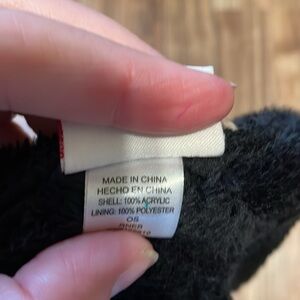 MADE IN CHINA
HECHO EN CHINA
SHELL: 100% ACRYLIC
LINING: 100% POLYESTER
OS